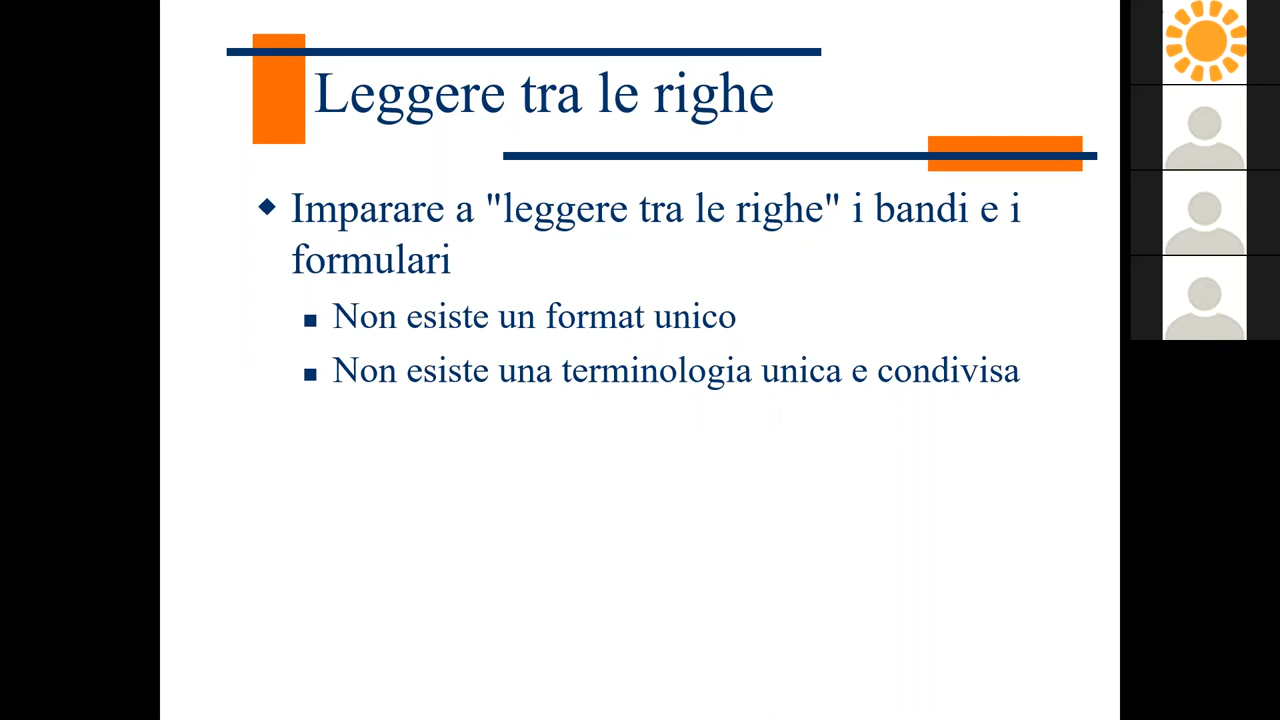 Leggere tra le righe
Imparare a "leggere tra le righe" i bandi e i
formulari
Non esiste un format unico
Non esiste una terminologia unica e condivisa